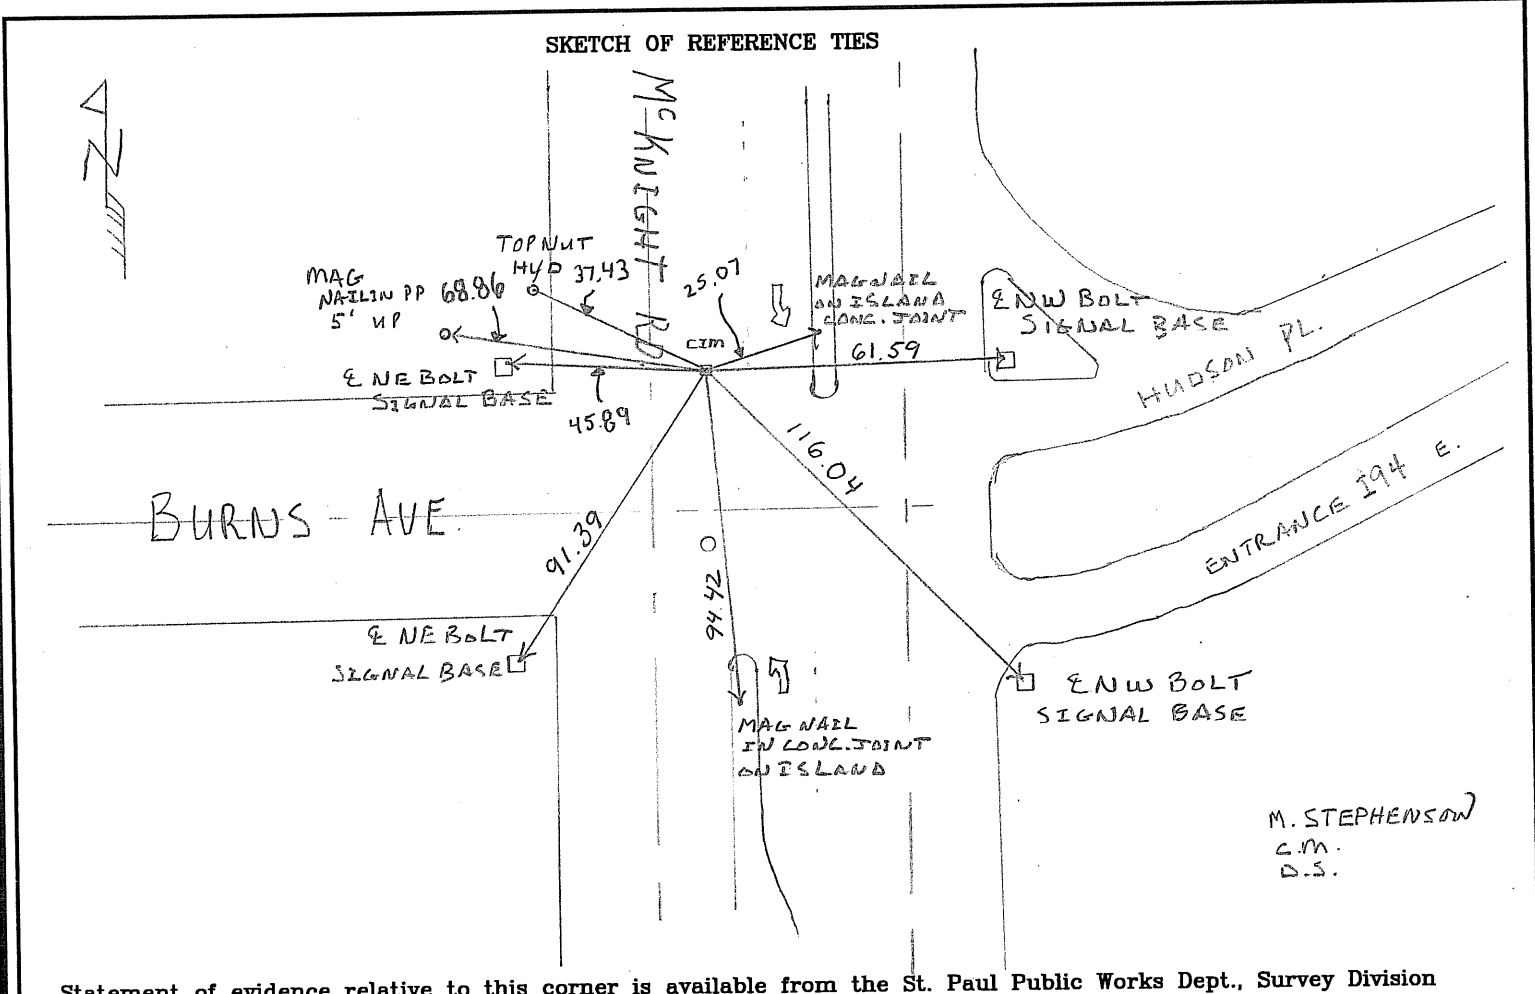 SKETCH OF REFERENCE TIES
McKNIGHT RD
N
TOP NUT
HYD
37.43
MAG
NAIL IN PP
5' UP
68.86
25.07
MAG NAIL
ON ISLAND
CONC. JOINT
℄ NW BOLT
SIGNAL BASE
CIM
61.59
HUDSON PL.
℄ NE BOLT
SIGNAL BASE
45.89
116.04
BURNS AVE.
ENTRANCE I94 E.
91.39
94.42
℄ NE BOLT
SIGNAL BASE
℄ NW BOLT
SIGNAL BASE
MAG NAIL
IN CONC. JOINT
ON ISLAND
M. STEPHENSON
C.M.
D.S.
Statement of evidence relative to this corner is available from the St. Paul Public Works Dept., Survey Division